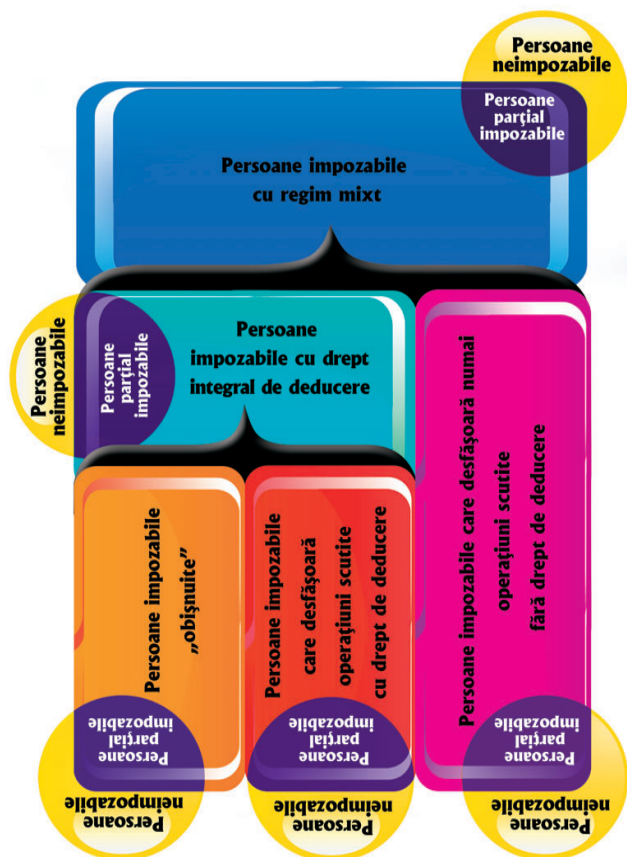 Persoane
neimpozabile
Persoane
parţial
impozabile
Persoane impozabile
cu regim mixt
Persoane
neimpozabile
Persoane
parţial
impozabile
Persoane
impozabile cu drept
integral de deducere
Persoane impozabile care desfăşoară numai
operaţiuni scutite
fără drept de deducere
Persoane impozabile
„obişnuite”
Persoane impozabile
care desfăşoară
operaţiuni scutite
cu drept de deducere
Persoane
parţial
impozabile
Persoane
neimpozabile
Persoane
parţial
impozabile
Persoane
neimpozabile
Persoane
parţial
impozabile
Persoane
neimpozabile